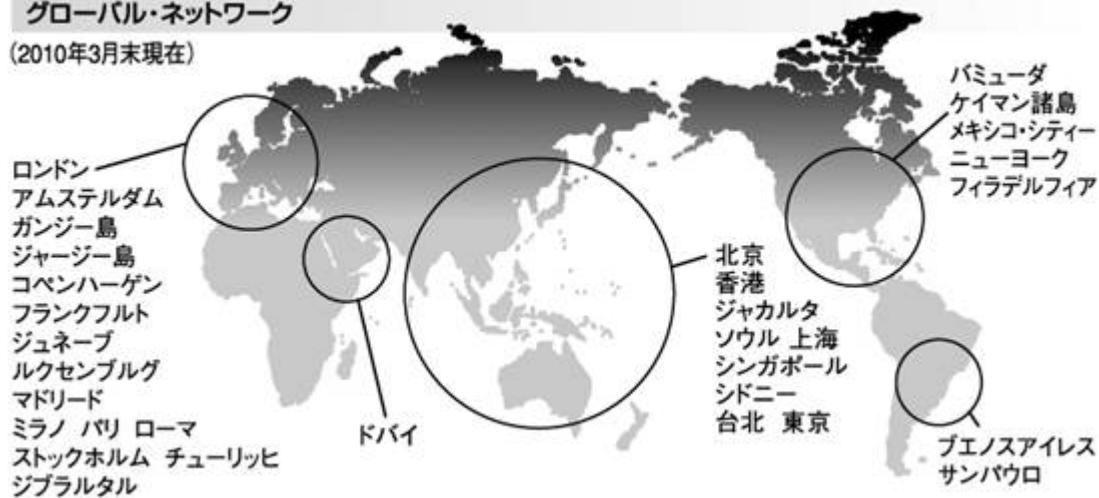 グローバル・ネットワーク
(2010年3月末現在)
ロンドン
アムステルダム
ガンジー島
ジャージー島
コペンハーゲン
フランクフルト
ジュネーブ
ルクセンブルグ
マドリード
ミラノ パリ ローマ
ストックホルム チューリッヒ
ジブラルタル
ドバイ
北京
香港
ジャカルタ
ソウル 上海
シンガポール
シドニー
台北 東京
バミューダ
ケイマン諸島
メキシコ・シティー
ニューヨーク
フィラデルフィア
ブエノスアイレス
サンパウロ